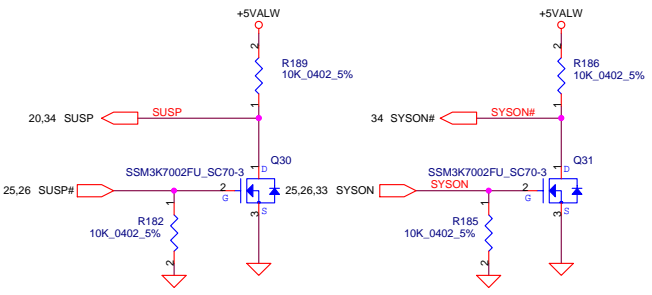 +5VALW
2
R189
10K_0402_5%
1
20,34 SUSP
SUSP
Q30
SSM3K7002FU_SC70-3
1
D
25,26 SUSP#
2
G
3
S
1
R182
10K_0402_5%
2
+5VALW
2
R186
10K_0402_5%
1
34 SYSON#
SYSON#
Q31
SSM3K7002FU_SC70-3
1
D
25,26,33 SYSON
SYSON
2
G
3
S
1
R185
10K_0402_5%
2